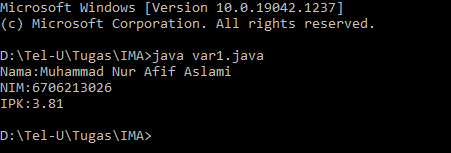 Microsoft Windows [Version 10.0.19042.1237]
(c) Microsoft Corporation. All rights reserved.
D:\Tel-U\Tugas\IMA>java var1.java
Nama:Muhammad Nur Afif Aslami
NIM:6706213026
IPK:3.81
D:\Tel-U\Tugas\IMA>